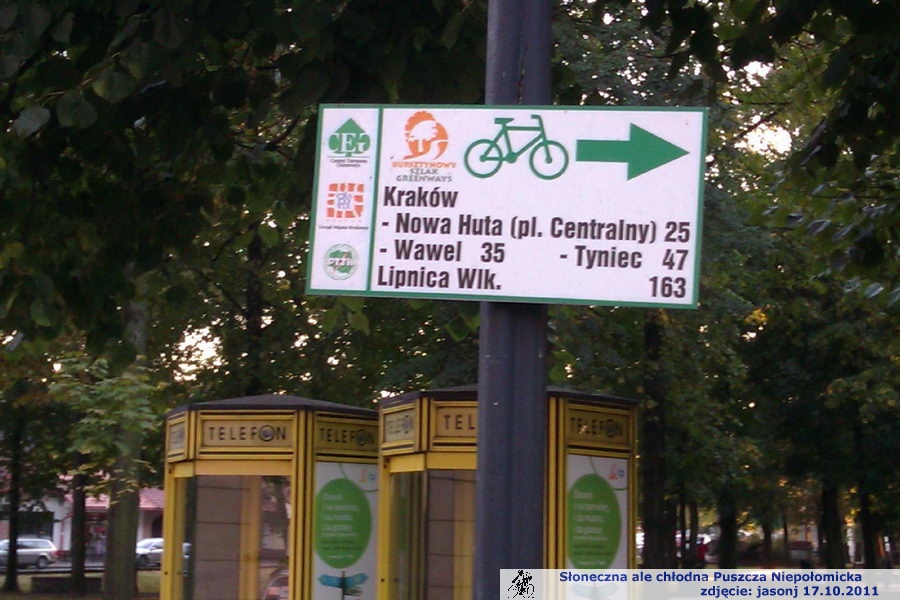 CEG
BURSZTYNOWY
SZLAK
GREENWAYS
Kraków
- Nowa Huta (pl. Centralny) 25
- Wawel 35 - Tyniec 47
Lipnica Wlk. 163
PTTK
TELEFON
TELEFON
TEL
Słoneczna ale chłodna Puszcza Niepołomicka
zdjęcie: jasonj 17.10.2011